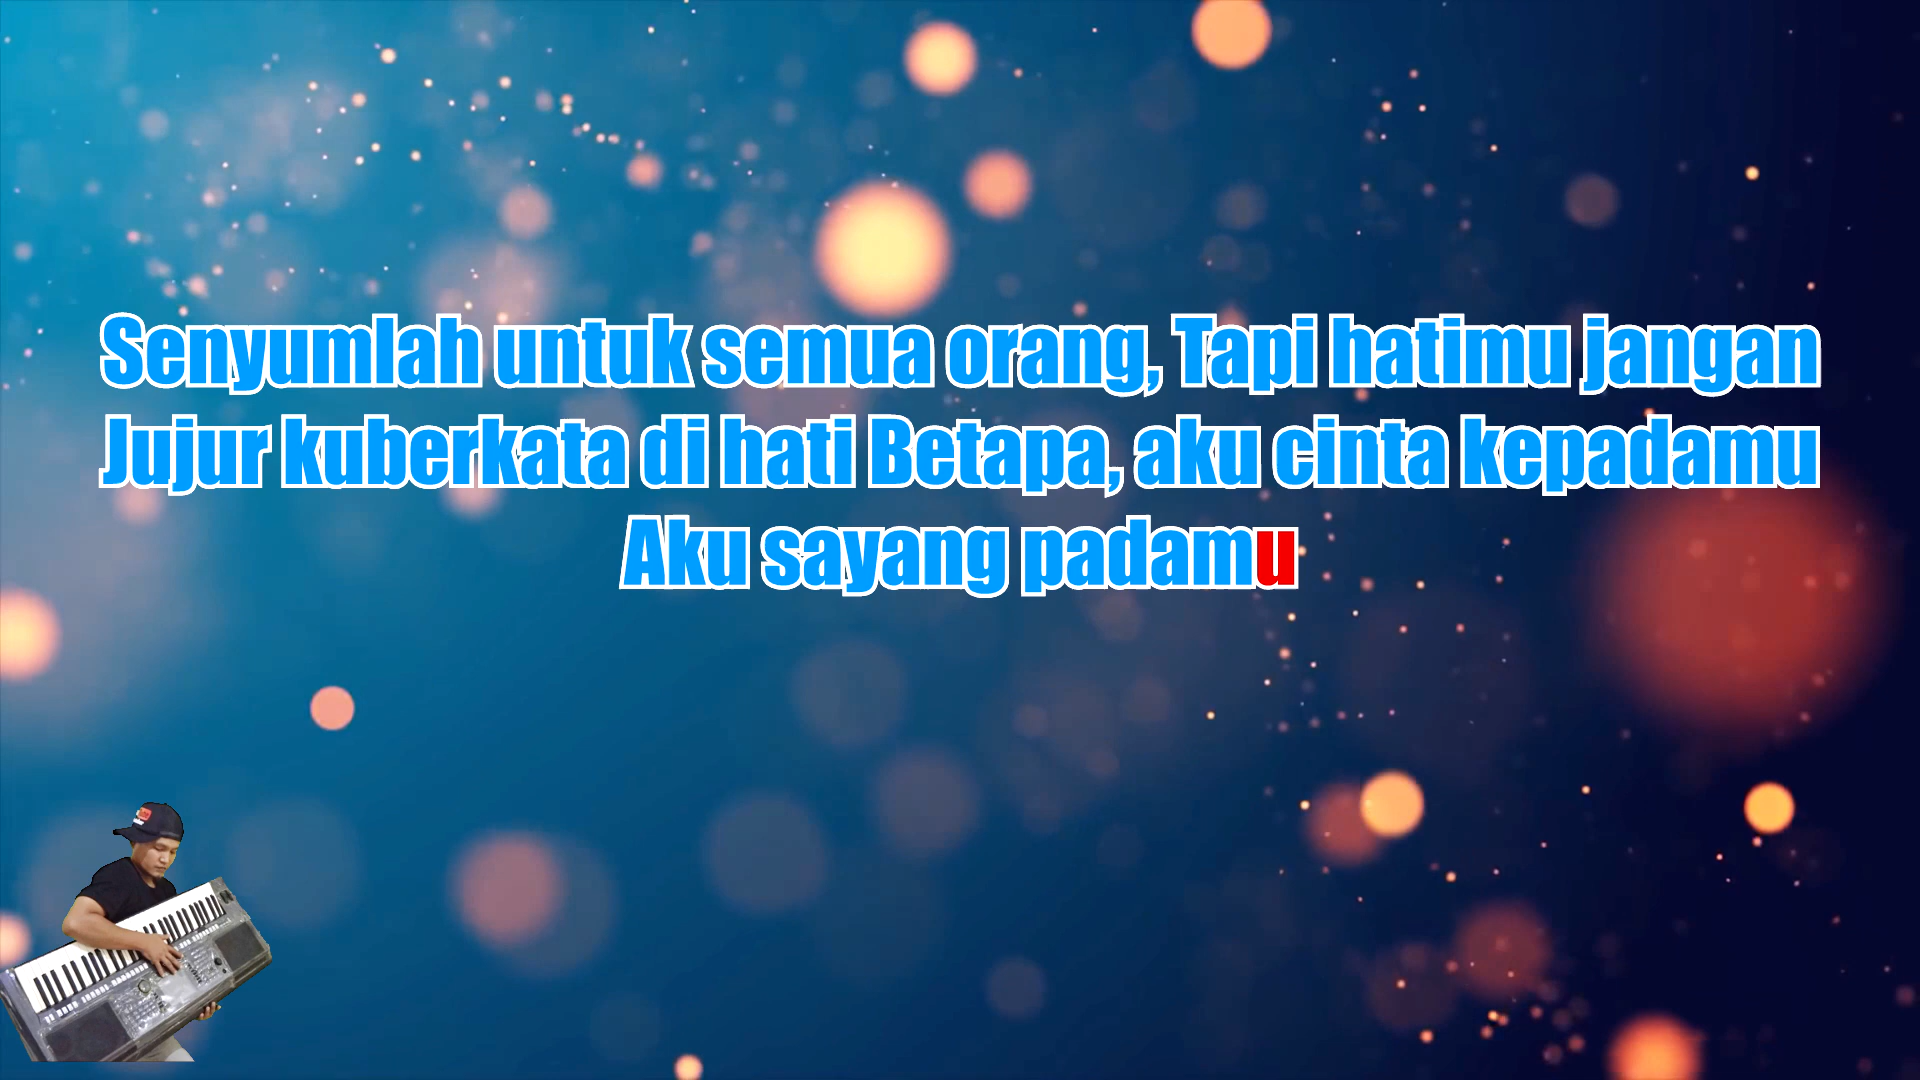 Senyumlah untuk semua orang, Tapi hatimu jangan
Jujur kuberkata di hati Betapa, aku cinta kepadamu
Aku sayang padamu